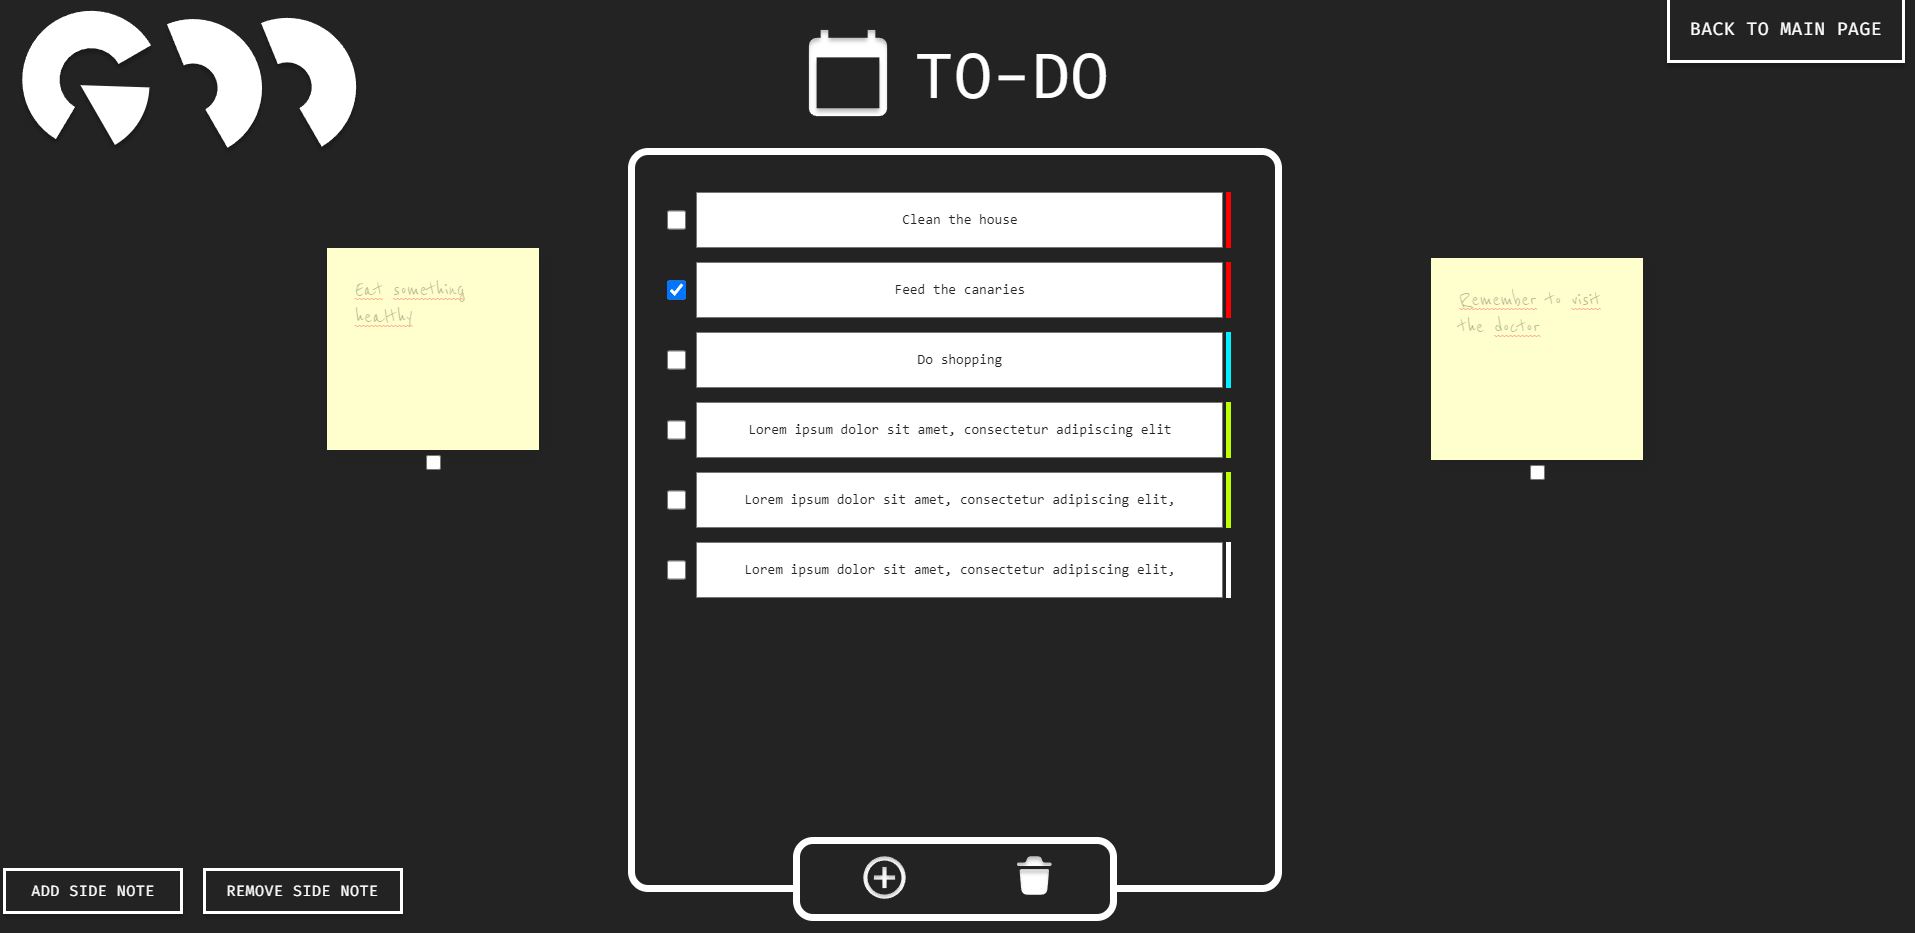 BACK TO MAIN PAGE
TO-DO
Clean the house
Feed the canaries
Do shopping
Lorem ipsum dolor sit amet, consectetur adipiscing elit
Lorem ipsum dolor sit amet, consectetur adipiscing elit,
Lorem ipsum dolor sit amet, consectetur adipiscing elit,
Eat something
healthy
Remember to visit
the doctor
ADD SIDE NOTE
REMOVE SIDE NOTE